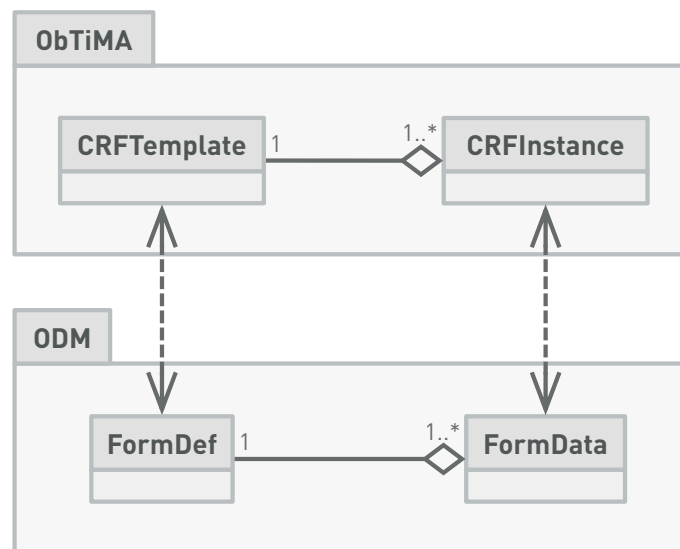 ObTiMA
CRFTemplate
1
1..*
CRFInstance
ODM
FormDef
1
1..*
FormData